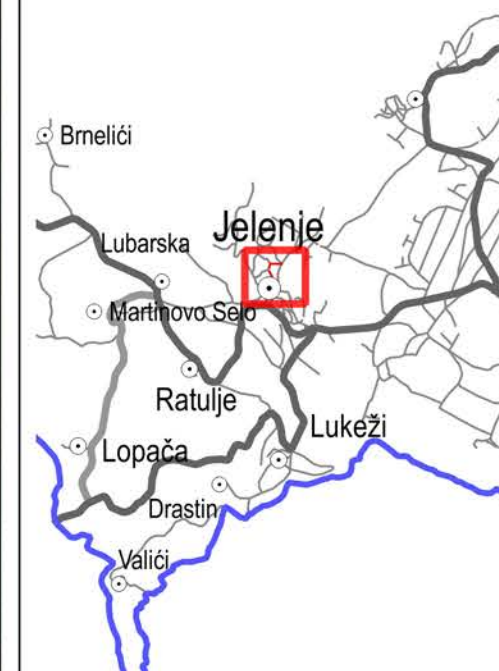 Brnelići
Jelenje
Lubarska
Martinovo Selo
Ratulje
Lukeži
Lopača
Drastin
Valići